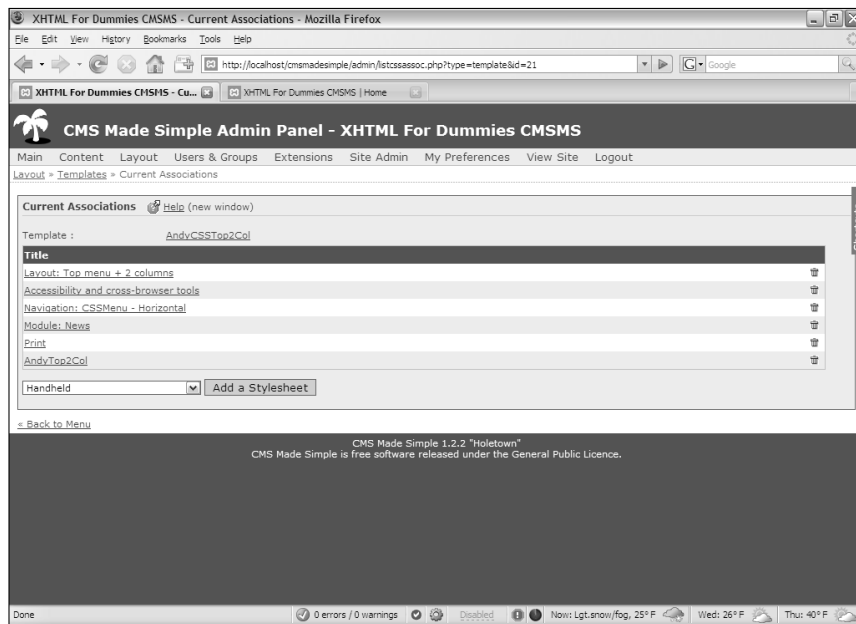 XHTML For Dummies CMSMS - Current Associations - Mozilla Firefox
File Edit View History Bookmarks Tools Help
http://localhost/cmsmadesimple/admin/listcssassoc.php?type=template&id=21
G Google
XHTML For Dummies CMSMS - Cu... XHTML For Dummies CMSMS | Home
CMS Made Simple Admin Panel - XHTML For Dummies CMSMS
Main Content Layout Users & Groups Extensions Site Admin My Preferences View Site Logout
Layout » Templates » Current Associations
Current Associations Help (new window)
Template : AndyCSSTop2Col
Title
Layout: Top menu + 2 columns
Accessibility and cross-browser tools
Navigation: CSSMenu - Horizontal
Module: News
Print
AndyTop2Col
Handheld Add a Stylesheet
« Back to Menu
CMS Made Simple 1.2.2 "Holetown"
CMS Made Simple is free software released under the General Public Licence.
Done 0 errors / 0 warnings Disabled Now: Lgt.snow/fog, 25° F Wed: 26° F Thu: 40° F